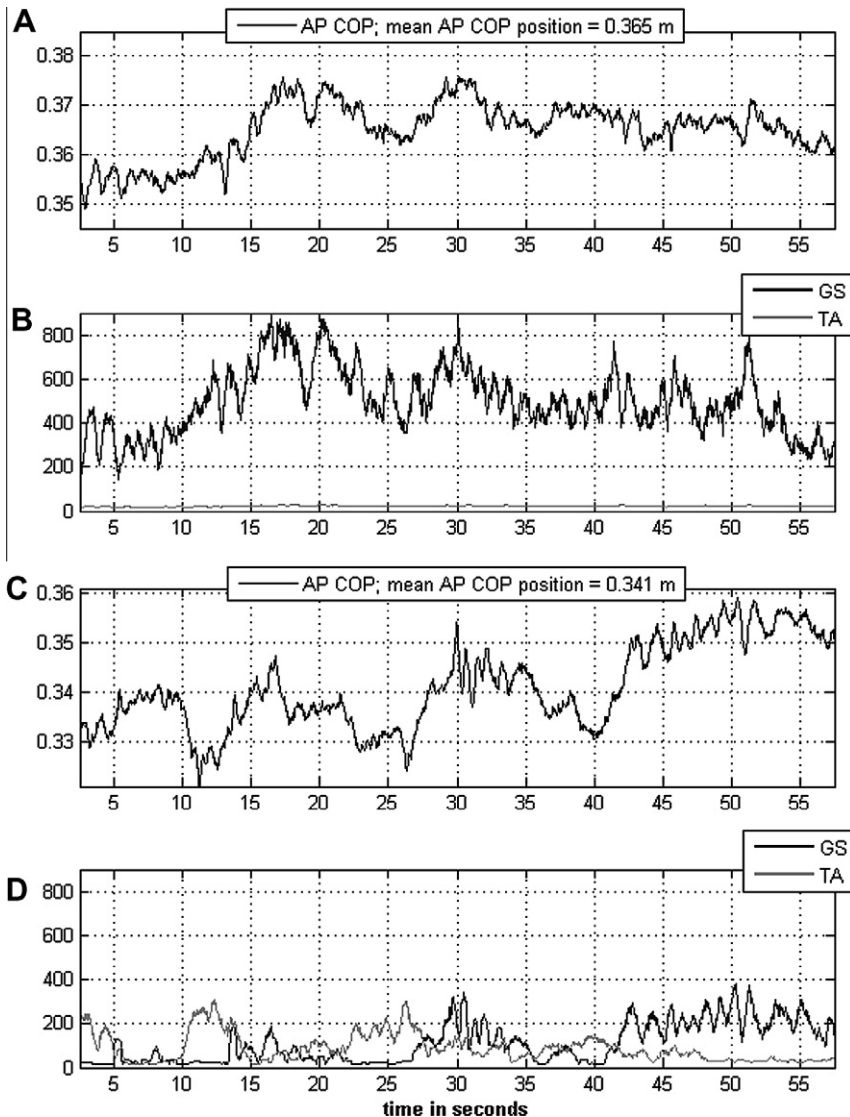 A
AP COP; mean AP COP position = 0.365 m
0.38
0.37
0.36
0.35
5 10 15 20 25 30 35 40 45 50 55
GS
TA
B
800
600
400
200
0
5 10 15 20 25 30 35 40 45 50 55
C
AP COP; mean AP COP position = 0.341 m
0.36
0.35
0.34
0.33
5 10 15 20 25 30 35 40 45 50 55
GS
TA
D
800
600
400
200
0
5 10 15 20 25 30 35 40 45 50 55
time in seconds